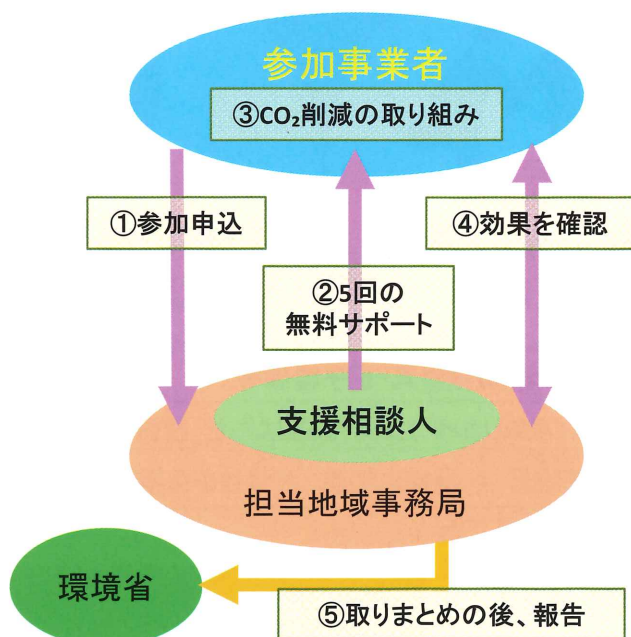 参加事業者
③CO₂削減の取り組み
①参加申込
④効果を確認
②5回の
無料サポート
支援相談人
担当地域事務局
環境省
⑤取りまとめの後、報告